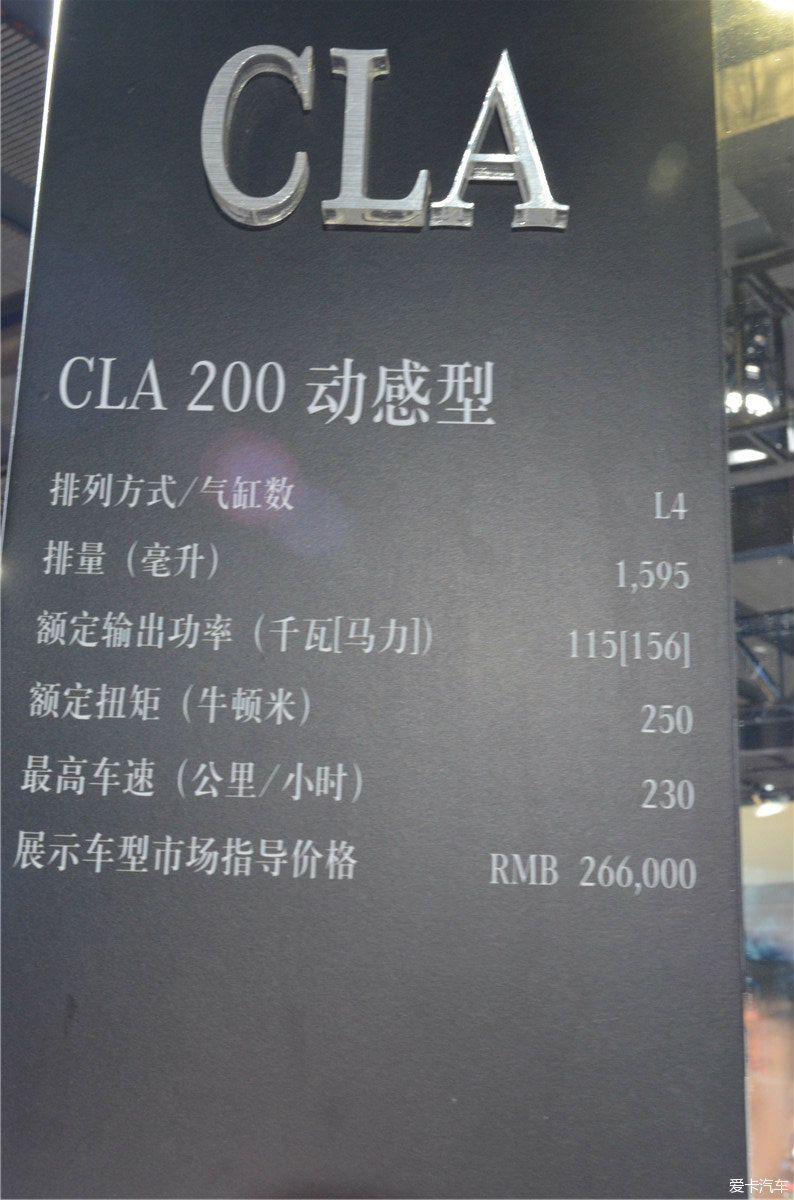 CLA
CLA 200 动感型
排列方式/气缸数 L4
排量（毫升） 1,595
额定输出功率（千瓦[马力]） 115[156]
额定扭矩（牛顿米） 250
最高车速（公里/小时） 230
展示车型市场指导价格 RMB 266,000
爱卡汽车